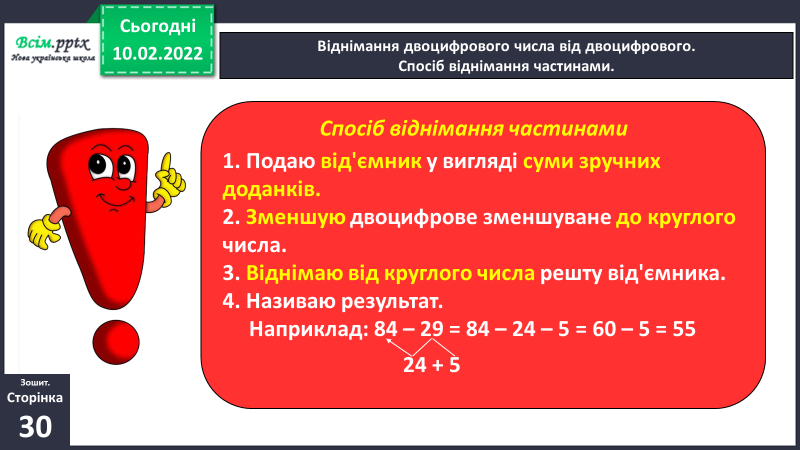 Всім.pptx
Нова українська школа
Сьогодні
10.02.2022
Віднімання двоцифрового числа від двоцифрового.
Спосіб віднімання частинами.
Спосіб віднімання частинами
1. Подаю від'ємник у вигляді суми зручних
доданків.
2. Зменшую двоцифрове зменшуване до круглого
числа.
3. Віднімаю від круглого числа решту від'ємника.
4. Називаю результат.
Наприклад: 84 – 29 = 84 – 24 – 5 = 60 – 5 = 55
24 + 5
Зошит.
Сторінка
30